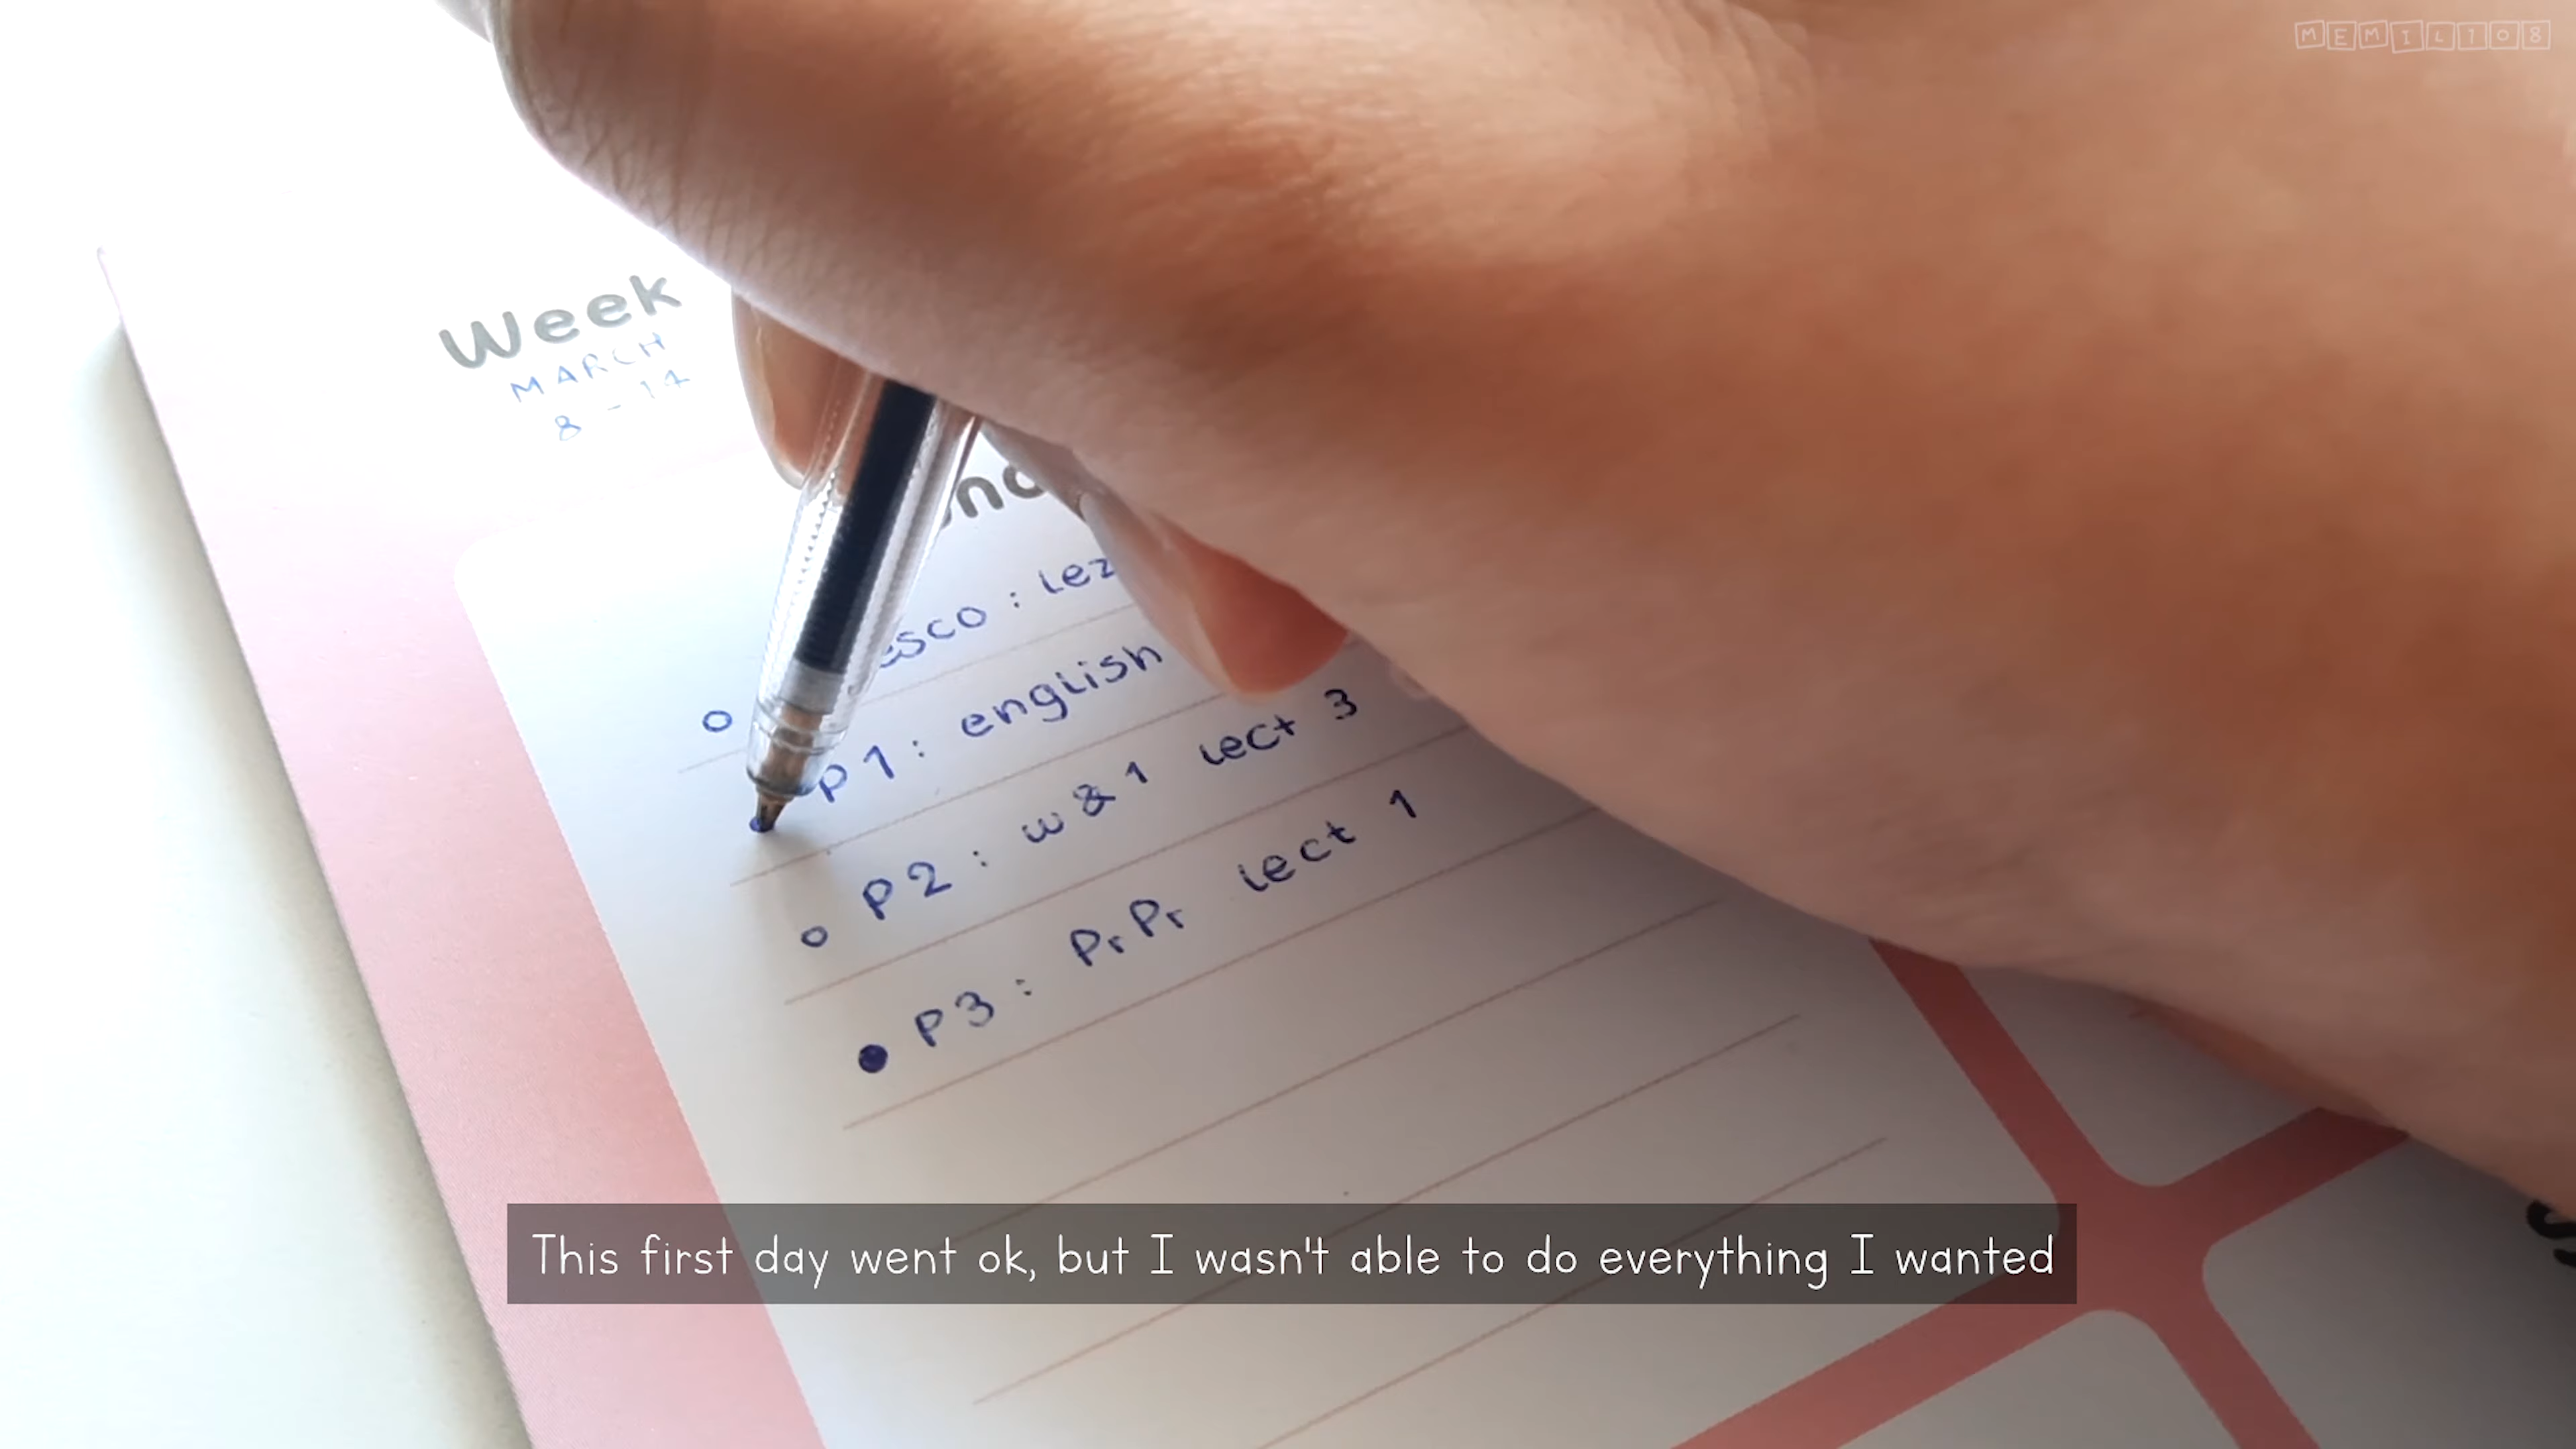 MEMIL108
Week
MARCH
8-14
esco: lez
P1: english
P2: w&1 lect 3
P3: PrPr lect 1
This first day went ok, but I wasn't able to do everything I wanted